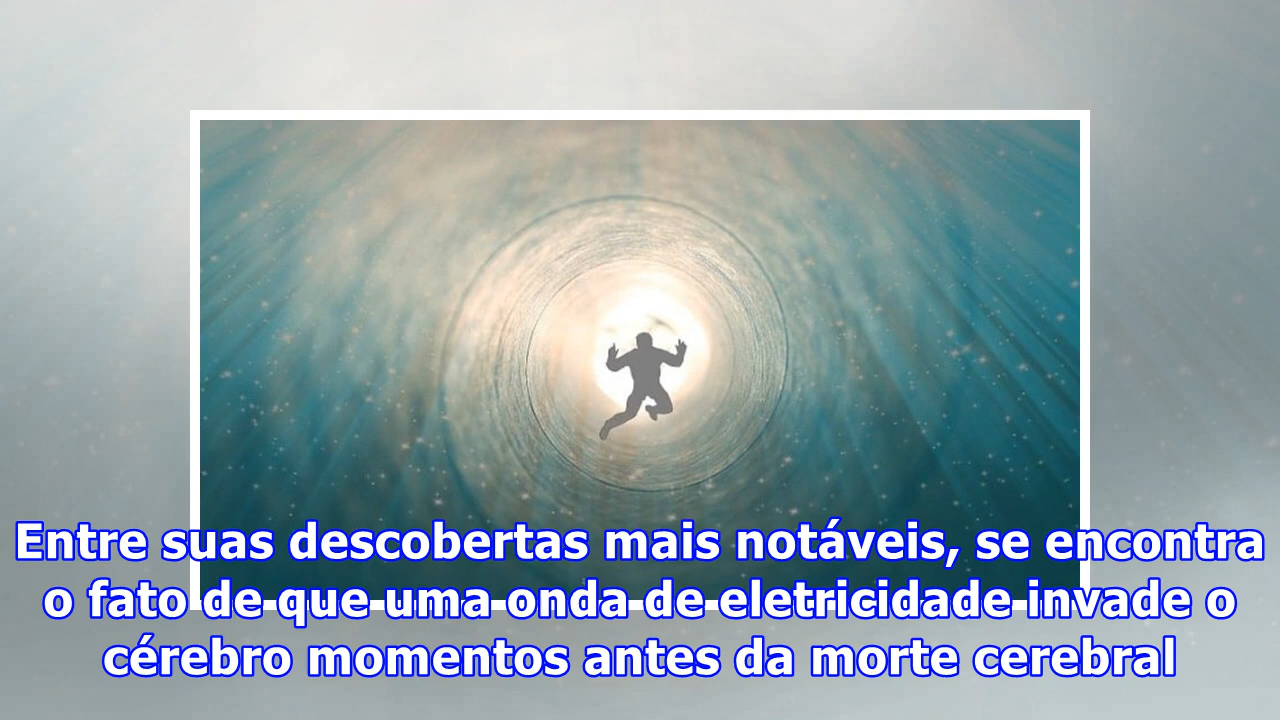 Entre suas descobertas mais notáveis, se encontra
o fato de que uma onda de eletricidade invade o
cérebro momentos antes da morte cerebral